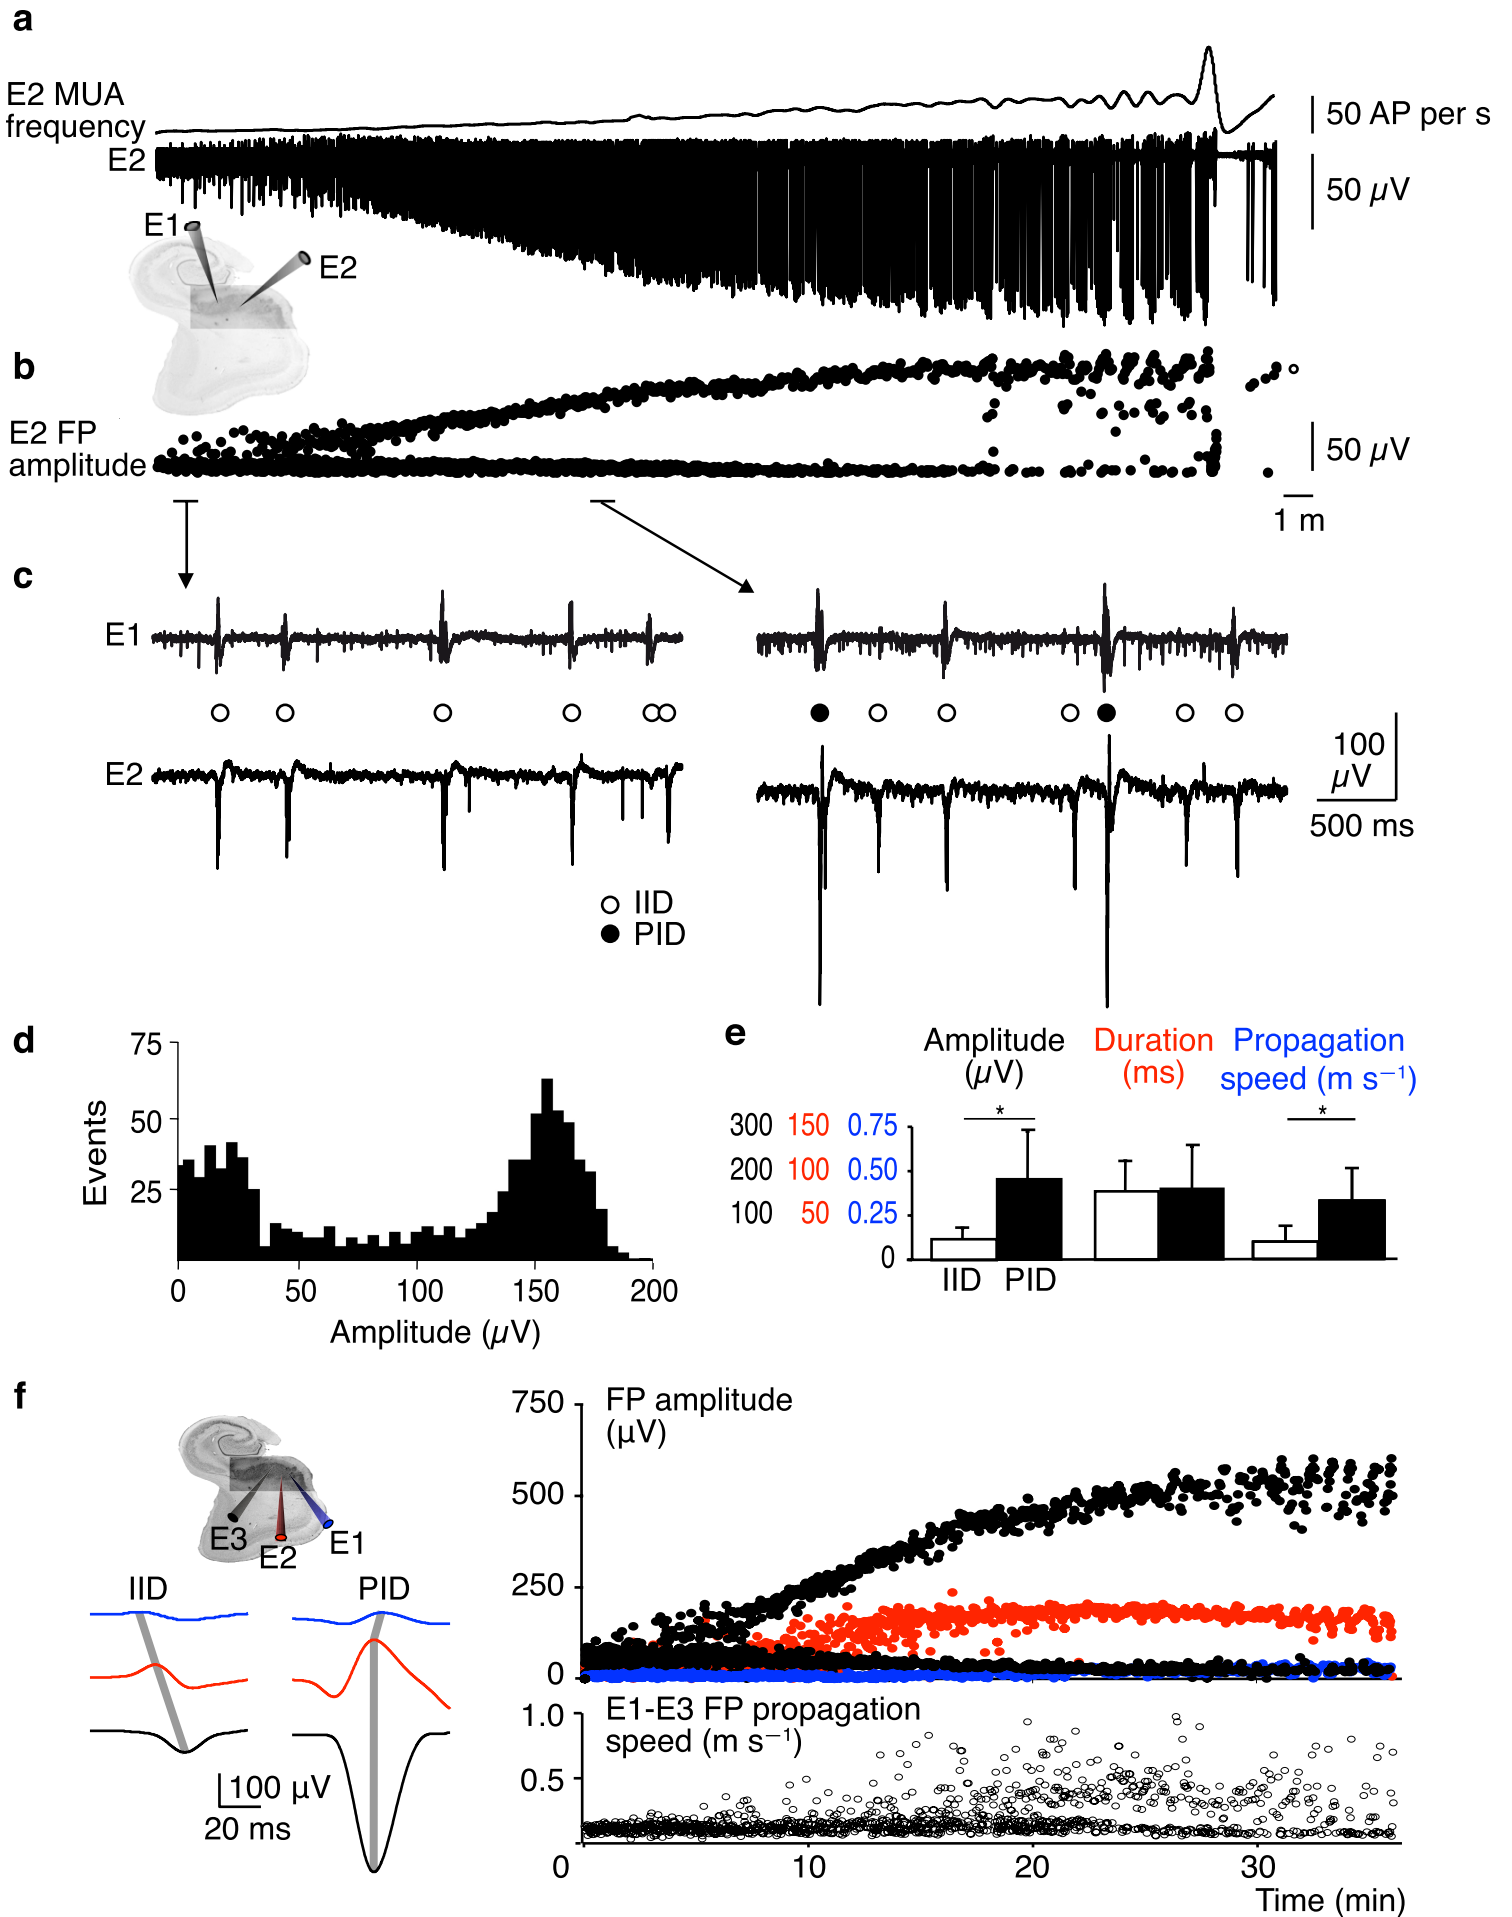 a
E2 MUA
frequency
50 AP per s
E2
50 µV
E1
E2
b
E2 FP
amplitude
50 µV
1 m
c
E1
E2
100
µV
500 ms
IID
PID
d
75
50
25
Events
0 50 100 150 200
Amplitude (µV)
e
Amplitude
(µV)
Duration
(ms)
Propagation
speed (m s⁻¹)
* *
300 150 0.75
200 100 0.50
100 50 0.25
0
IID PID
f
E3 E2 E1
IID PID
100 µV
20 ms
FP amplitude
(µV)
750
500
250
0
E1-E3 FP propagation
speed (m s⁻¹)
1.0
0.5
0 10 20 30
Time (min)